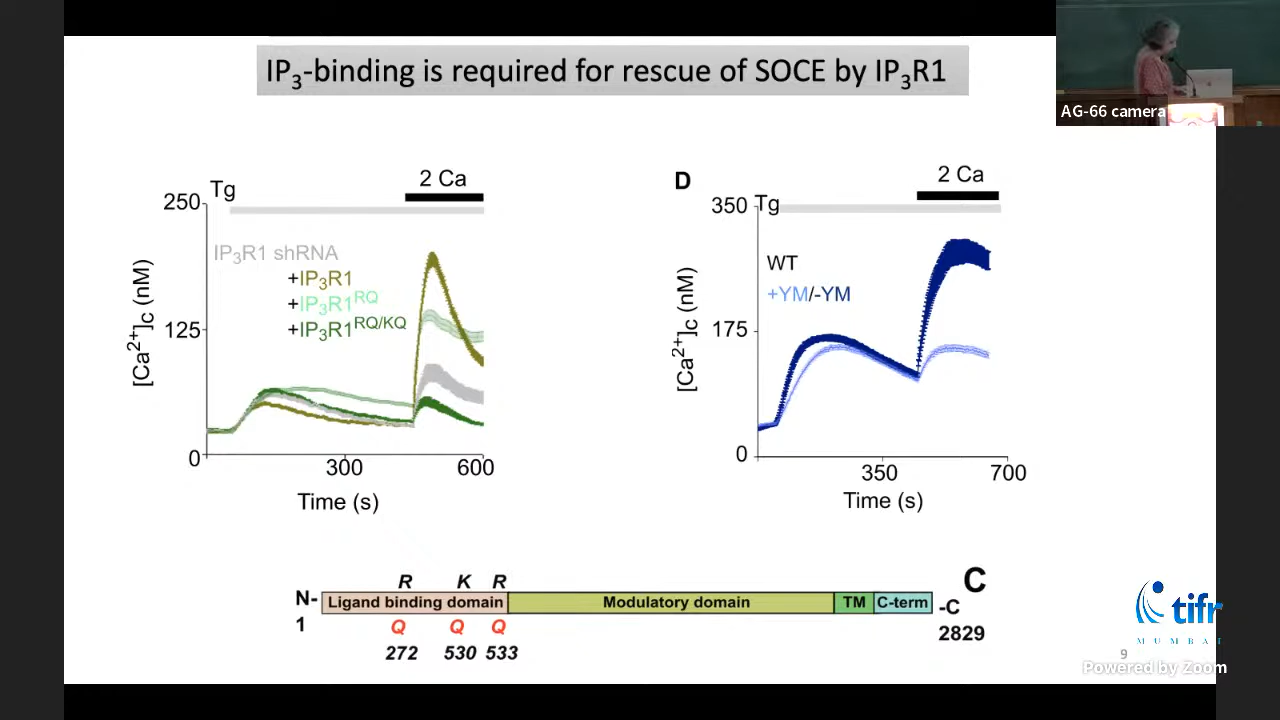 IP3-binding is required for rescue of SOCE by IP3R1
AG-66 camera
Tg
2 Ca
250
125
0
[Ca2+]C (nM)
IP3R1 shRNA
+IP3R1
+IP3R1RQ
+IP3R1RQ/KQ
300
600
Time (s)
D
2 Ca
350
Tg
175
0
[Ca2+]C (nM)
WT
+YM/-YM
350
700
Time (s)
C
R K R
N-
Ligand binding domain
Modulatory domain
TM
C-term
-C
1
Q Q Q
2829
272 530 533
tifr
MUMBAI
9
Powered by Zoom